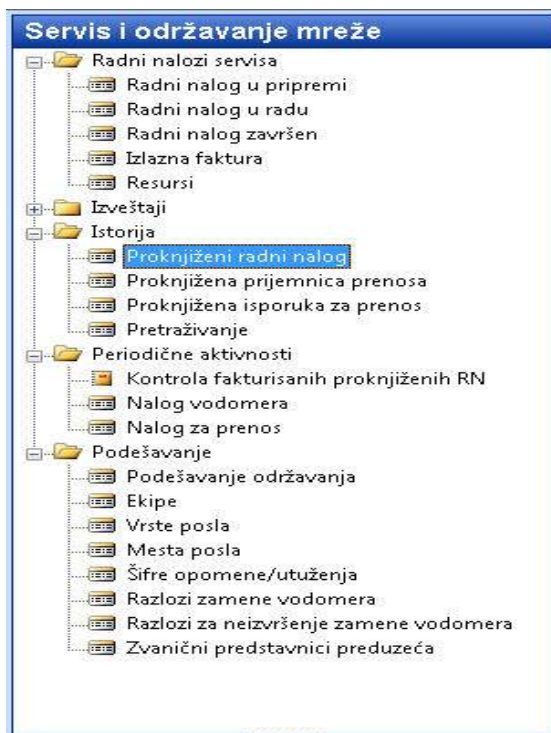 Servis i održavanje mreže
Radni nalozi servisa
Radni nalog u pripremi
Radni nalog u radu
Radni nalog završen
Izlazna faktura
Resursi
Izveštaji
Istorija
Proknjiženi radni nalog
Proknjižena prijemnica prenosa
Proknjižena isporuka za prenos
Pretraživanje
Periodične aktivnosti
Kontrola fakturisanih proknjiženih RN
Nalog vodomera
Nalog za prenos
Podešavanje
Podešavanje održavanja
Ekipe
Vrste posla
Mesta posla
Šifre opomene/utuženja
Razlozi zamene vodomera
Razlozi za neizvršenje zamene vodomera
Zvanični predstavnici preduzeća